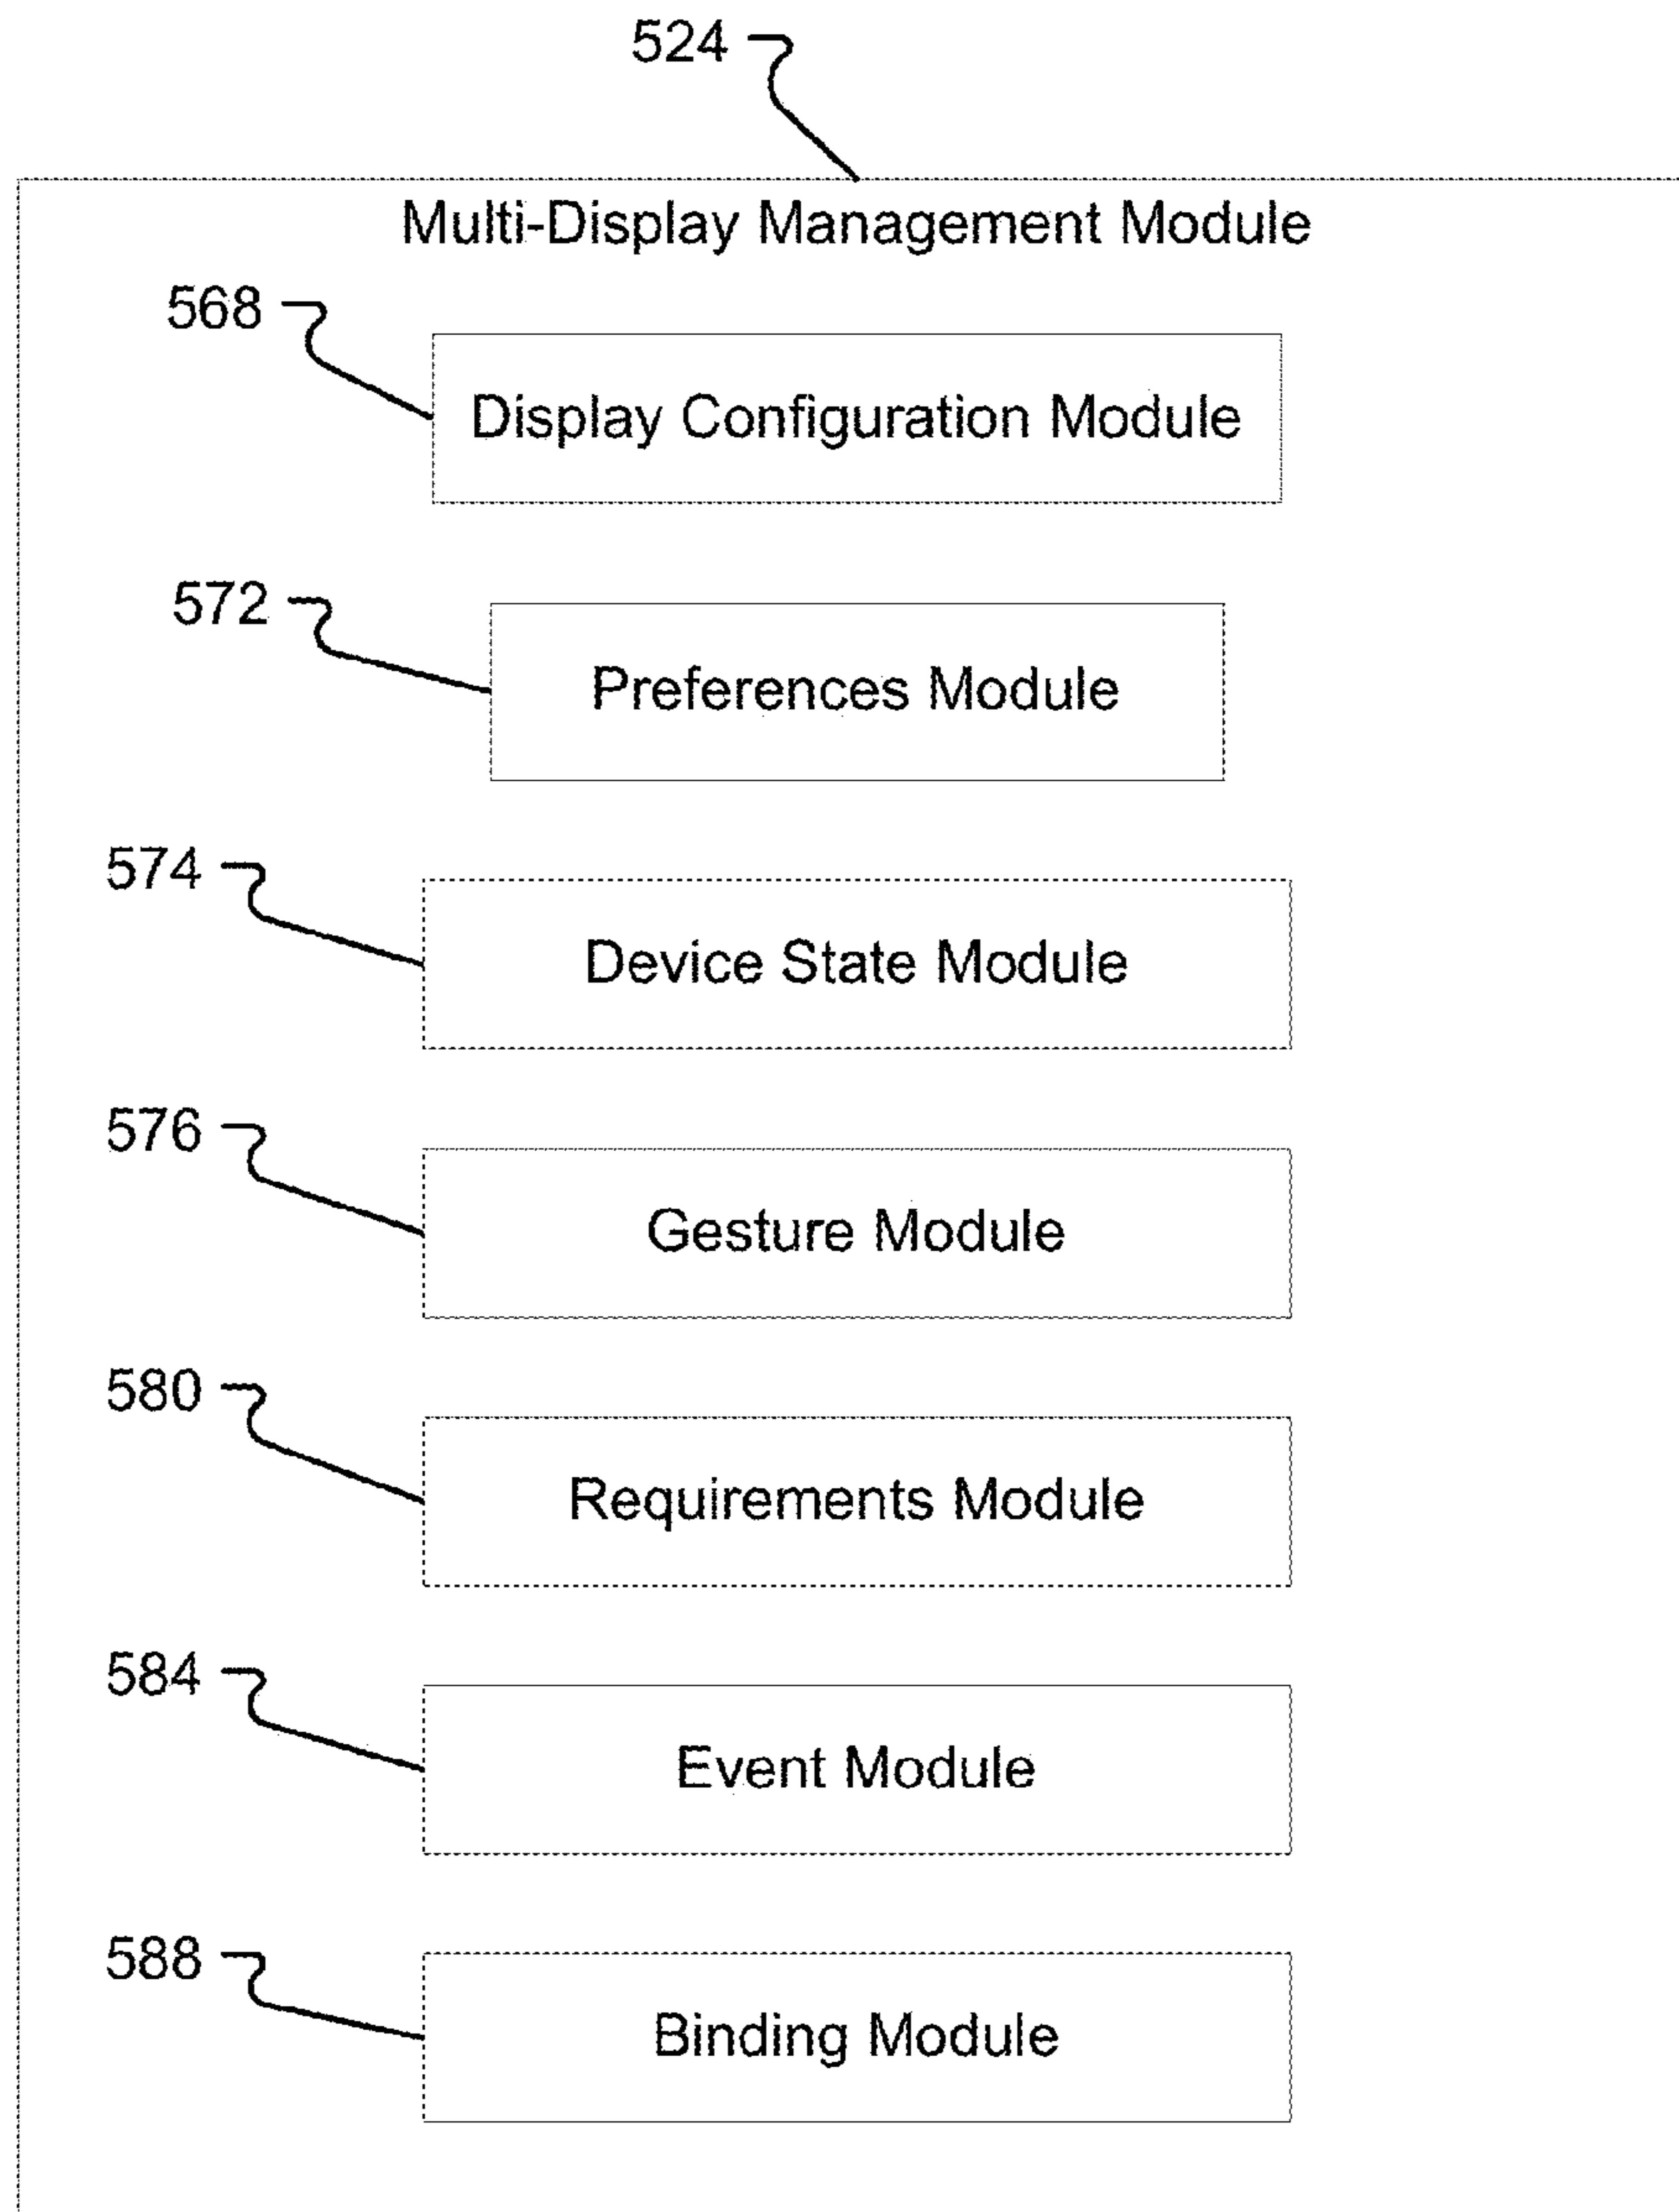 524
Multi-Display Management Module
568
Display Configuration Module
572
Preferences Module
574
Device State Module
576
Gesture Module
580
Requirements Module
584
Event Module
588
Binding Module